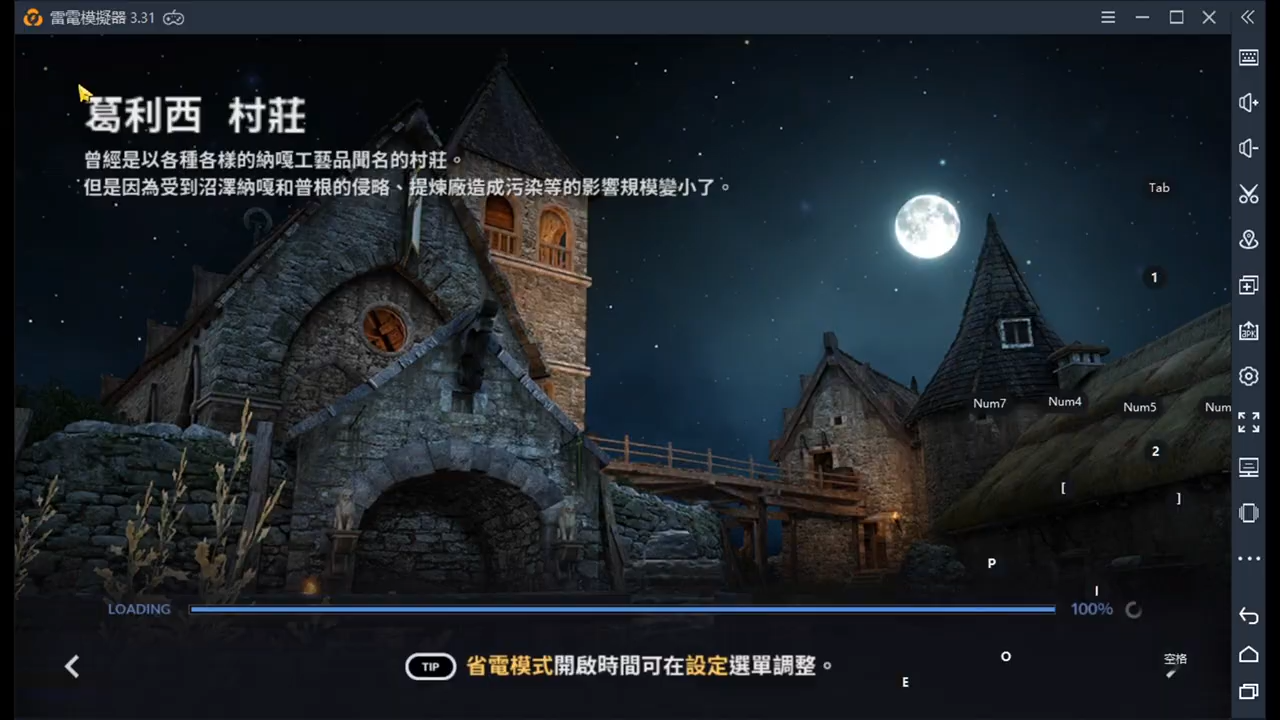 雷電模擬器 3.31
葛利西 村莊
曾經是以各種各樣的納嘎工藝品聞名的村莊。
但是因為受到沼澤納嘎和普根的侵略、提煉廠造成污染等的影響規模變小了。
Tab
1
APK
Num7
Num4
Num5
Num
2
[
]
P
I
LOADING
100%
TIP
省電模式開啟時間可在設定選單調整。
O
空格
E